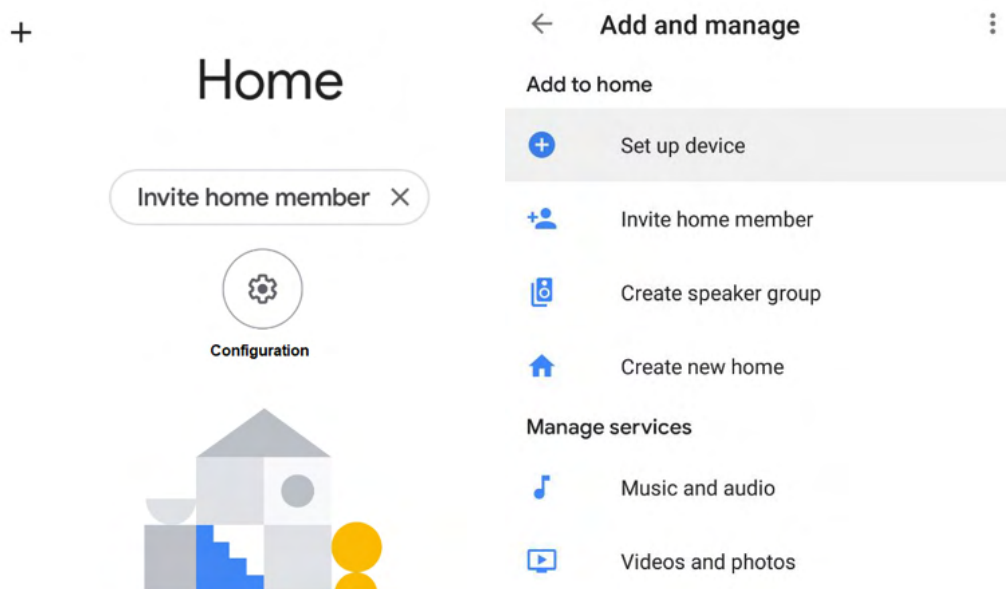 +
Home
Invite home member
Configuration
Add and manage
Add to home
Set up device
Invite home member
Create speaker group
Create new home
Manage services
Music and audio
Videos and photos